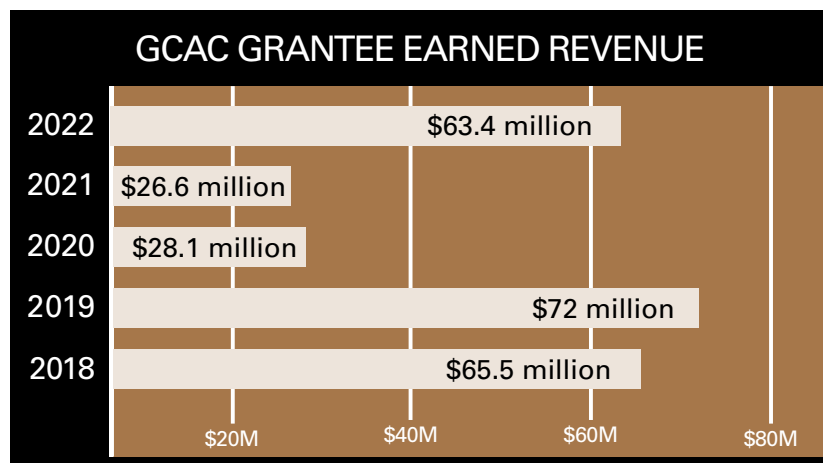 GCAC GRANTEE EARNED REVENUE
2022 $63.4 million
2021 $26.6 million
2020 $28.1 million
2019 $72 million
2018 $65.5 million
$20M $40M $60M $80M